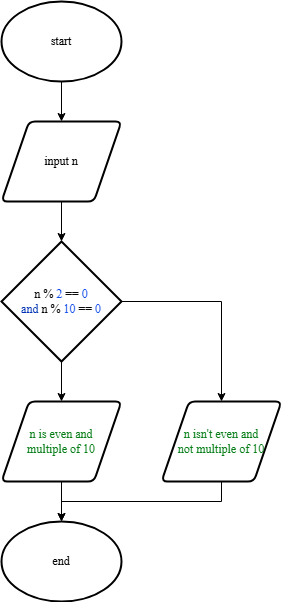 start
input n
n % 2 == 0
and n % 10 == 0
n is even and
multiple of 10
n isn't even and
not multiple of 10
end